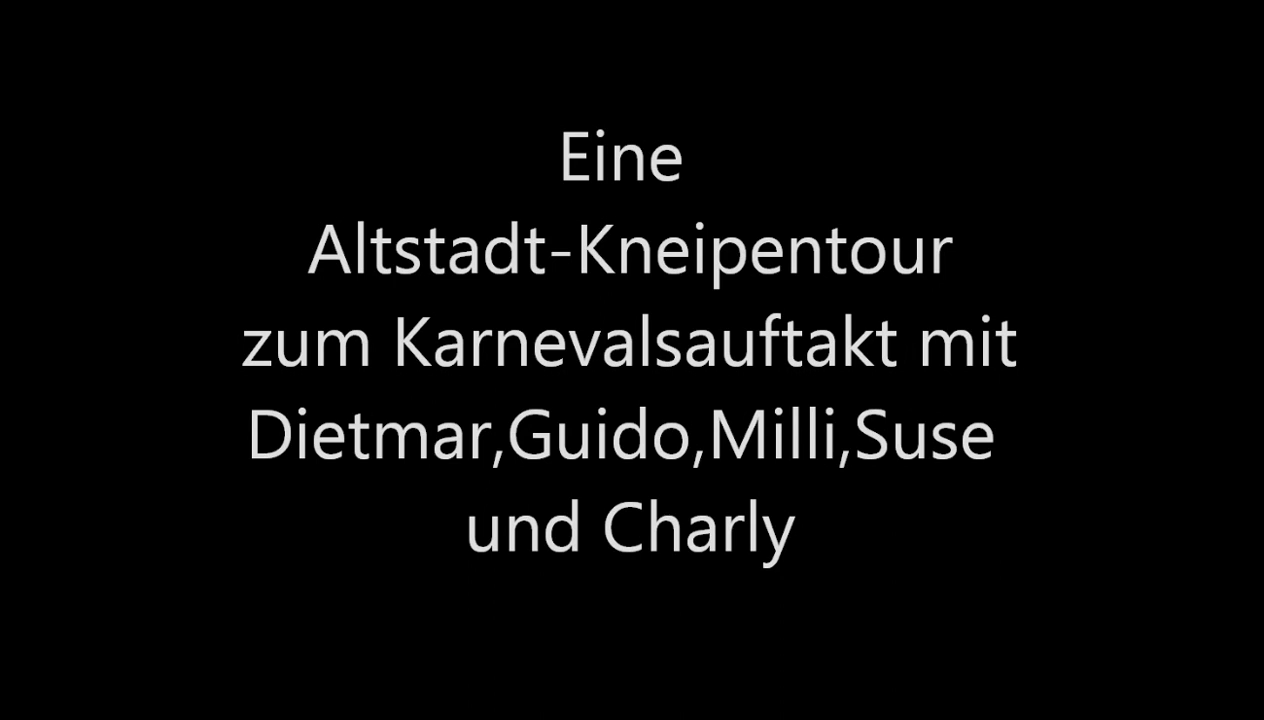 Eine
Altstadt-Kneipentour
zum Karnevalsauftakt mit
Dietmar,Guido,Milli,Suse
und Charly